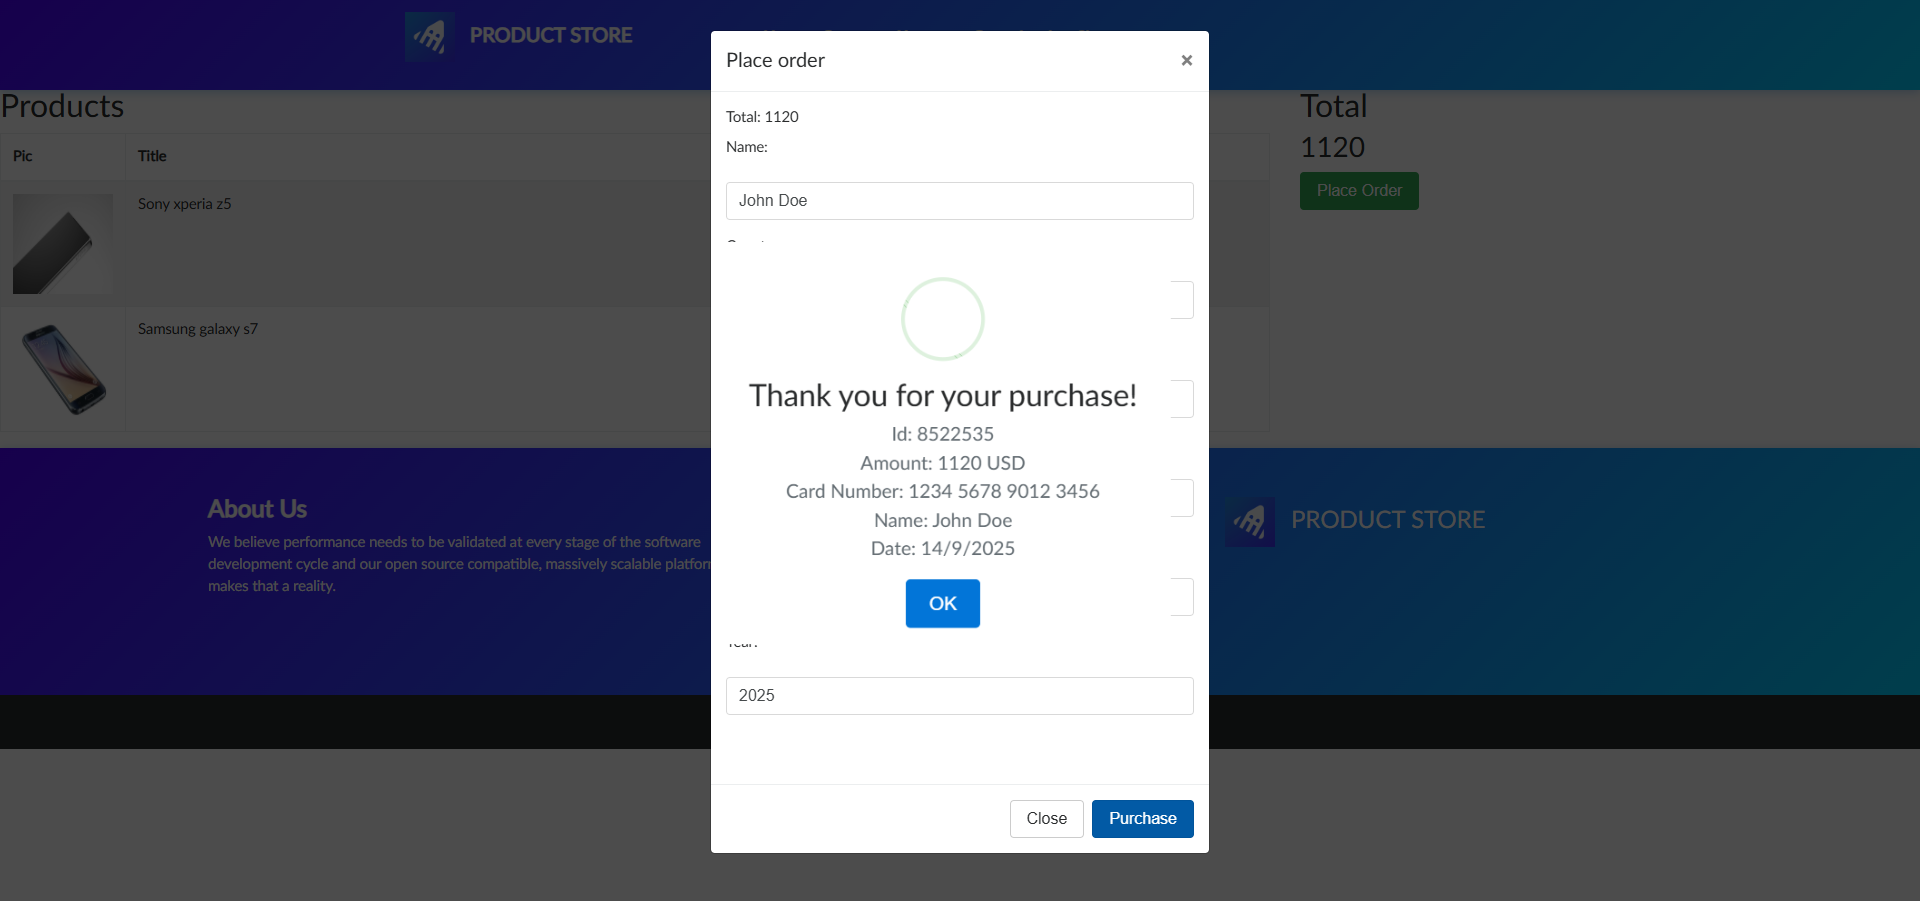 PRODUCT STORE
Place order
×
Total: 1120
Name:
John Doe
Products
Pic
Title
Sony xperia z5
Samsung galaxy s7
Total
1120
Place Order
Thank you for your purchase!
Id: 8522535
Amount: 1120 USD
Card Number: 1234 5678 9012 3456
Name: John Doe
Date: 14/9/2025
OK
2025
Close
Purchase
About Us
We believe performance needs to be validated at every stage of the software
development cycle and our open source compatible, massively scalable platform
makes that a reality.
PRODUCT STORE